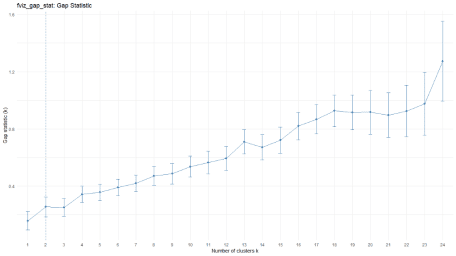 fviz_gap_stat: Gap Statistic
1.6
1.2
0.8
0.4
Gap statistic (k)
1 2 3 4 5 6 7 8 9 10 11 12 13 14 15 16 17 18 19 20 21 22 23 24
Number of clusters k